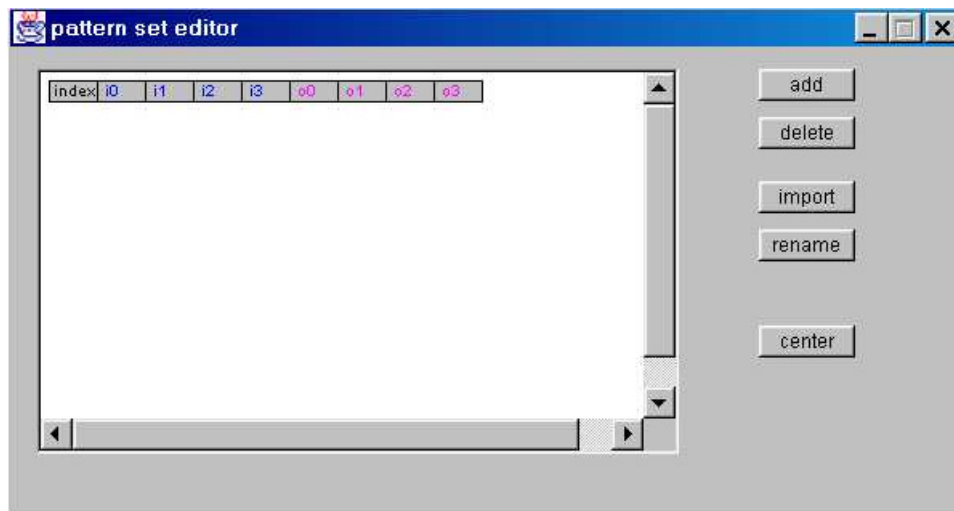 pattern set editor
index i0 i1 i2 i3 o0 o1 o2 o3
add
delete
import
rename
center